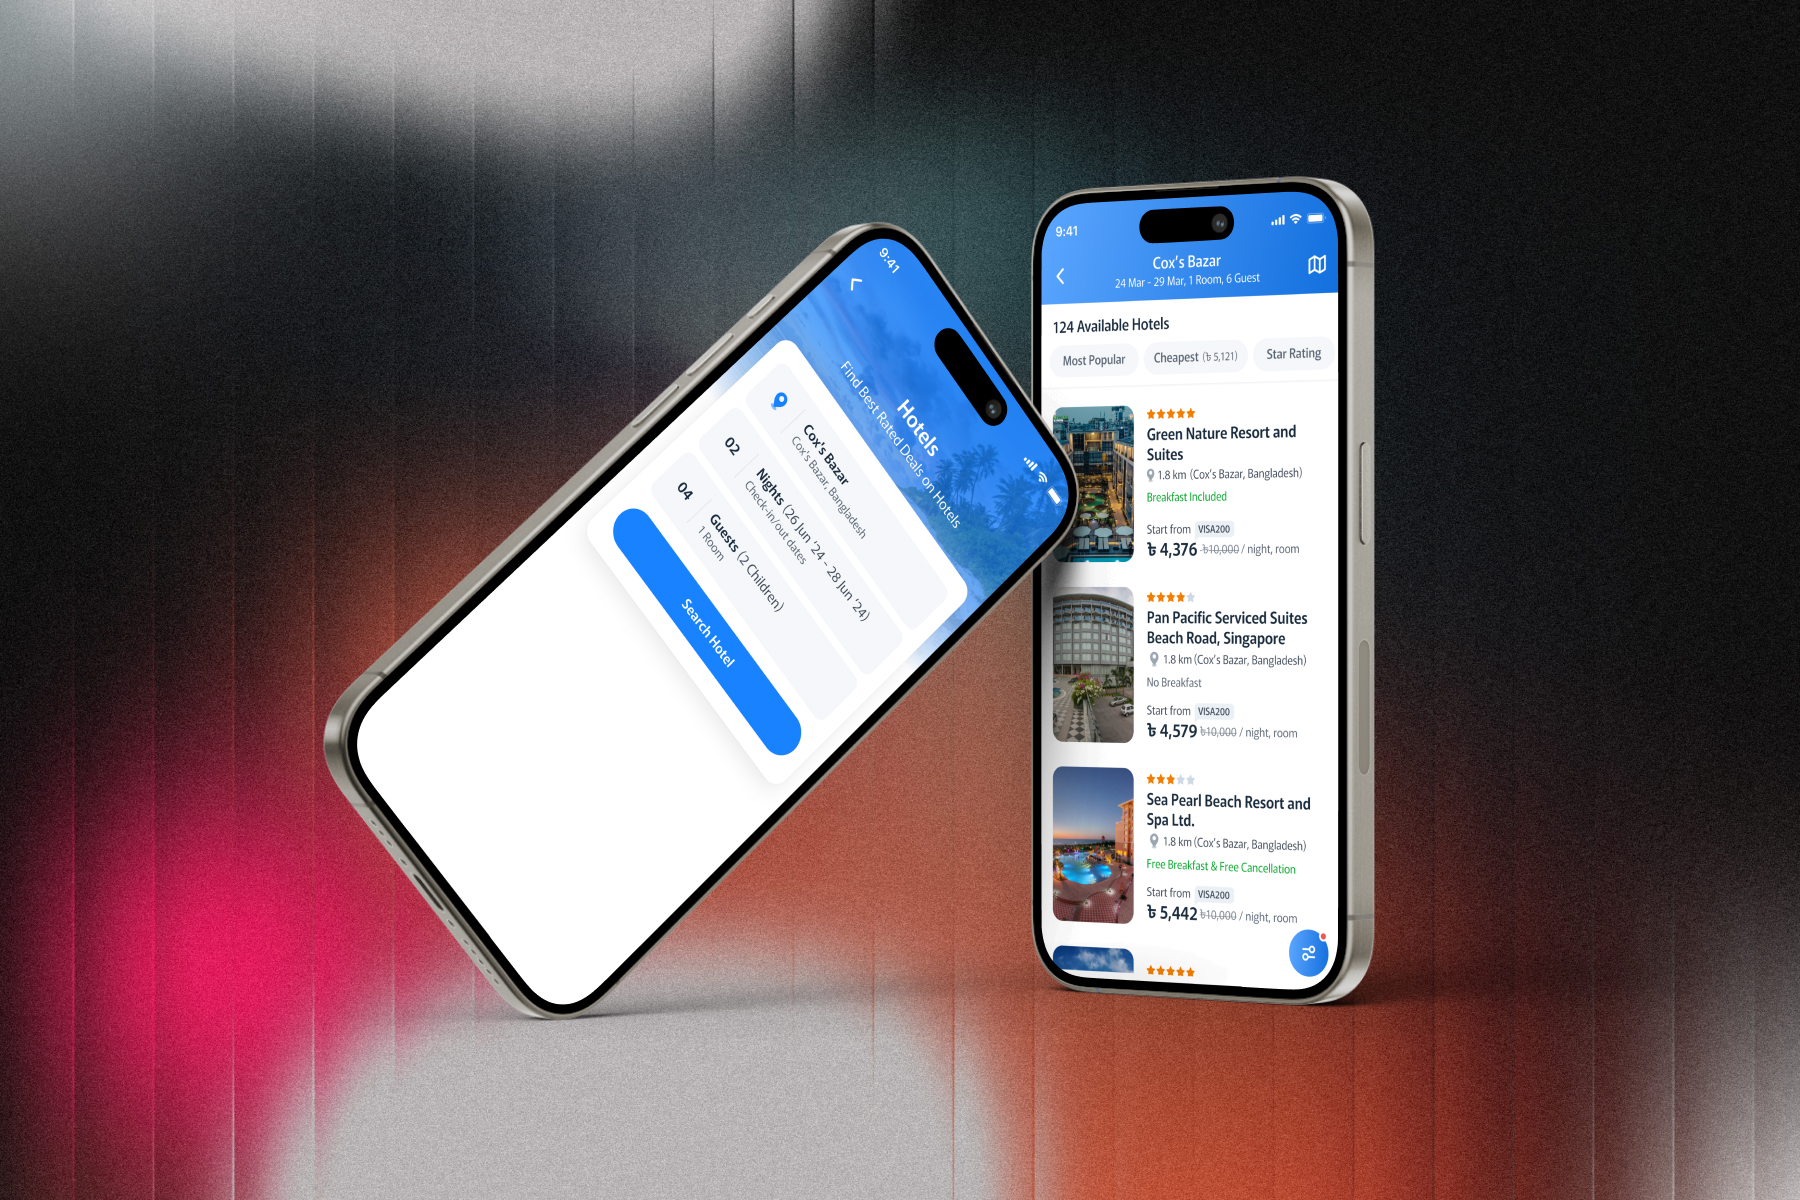 9:41
Hotels
Find Best Rated Deals on Hotels
Cox's Bazar
Cox's Bazar, Bangladesh
02
Nights (26 Jun '24 - 28 Jun '24)
Check-in/out dates
04
Guests (2 Children)
1 Room
Search Hotel
9:41
Cox's Bazar
24 Mar - 29 Mar, 1 Room, 6 Guest
124 Available Hotels
Most Popular
Cheapest (৳ 5,121)
Star Rating
Green Nature Resort and
Suites
1.8 km (Cox's Bazar, Bangladesh)
Breakfast Included
Start from VISA200
৳ 4,376 ৳10,000 / night, room
Pan Pacific Serviced Suites
Beach Road, Singapore
1.8 km (Cox's Bazar, Bangladesh)
No Breakfast
Start from VISA200
৳ 4,579 ৳10,000 / night, room
Sea Pearl Beach Resort and
Spa Ltd.
1.8 km (Cox's Bazar, Bangladesh)
Free Breakfast & Free Cancellation
Start from VISA200
৳ 5,442 ৳10,000 / night, room